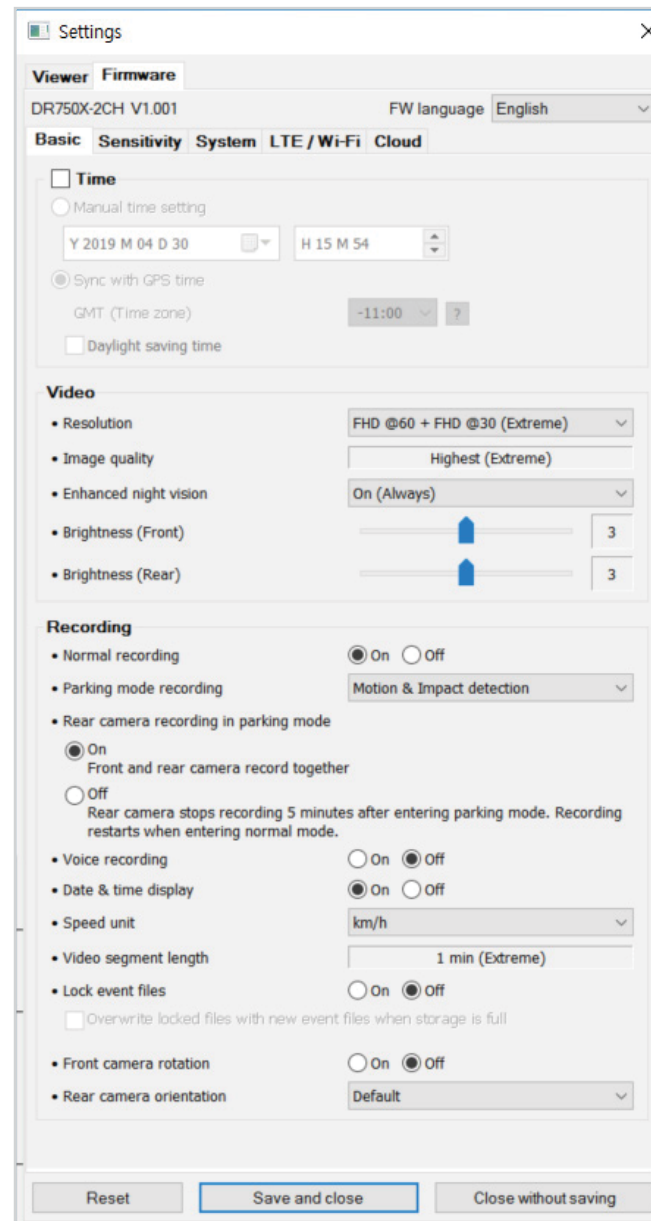 Settings
Viewer Firmware
DR750X-2CH V1.001 FW language English
Basic Sensitivity System LTE / Wi-Fi Cloud
Time
Manual time setting
Y 2019 M 04 D 30 H 15 M 54
Sync with GPS time
GMT (Time zone) -11:00 ?
Daylight saving time
Video
• Resolution FHD @60 + FHD @30 (Extreme)
• Image quality Highest (Extreme)
• Enhanced night vision On (Always)
• Brightness (Front) 3
• Brightness (Rear) 3
Recording
• Normal recording On Off
• Parking mode recording Motion & Impact detection
• Rear camera recording in parking mode
On
Front and rear camera record together
Off
Rear camera stops recording 5 minutes after entering parking mode. Recording
restarts when entering normal mode.
• Voice recording On Off
• Date & time display On Off
• Speed unit km/h
• Video segment length 1 min (Extreme)
• Lock event files On Off
Overwrite locked files with new event files when storage is full
• Front camera rotation On Off
• Rear camera orientation Default
Reset Save and close Close without saving